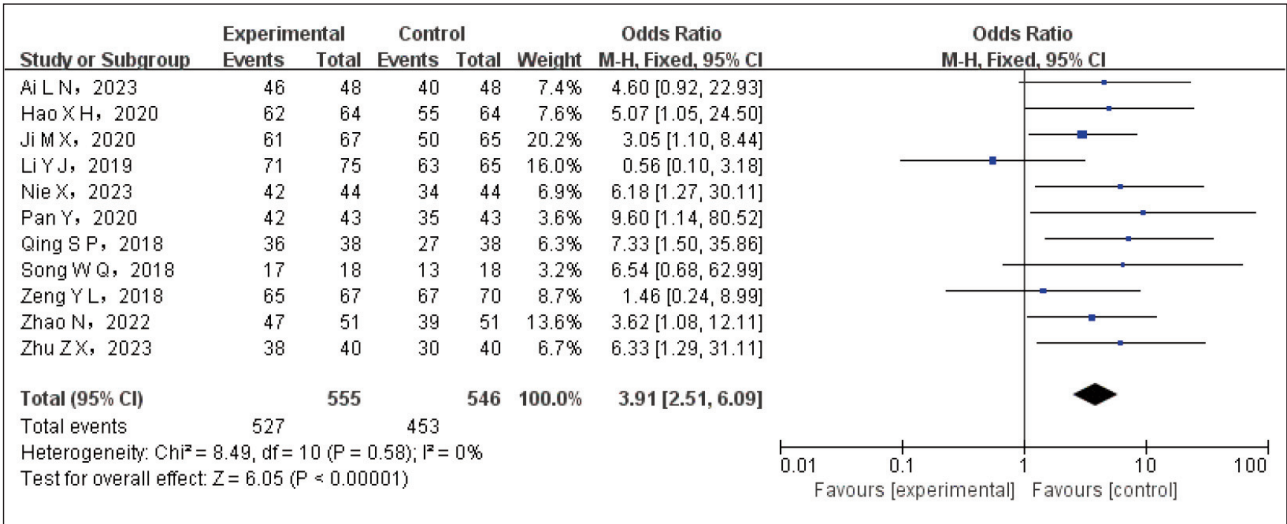 Experimental Control Odds Ratio Odds Ratio
Study or Subgroup Events Total Events Total Weight M-H, Fixed, 95% CI M-H, Fixed, 95% CI
Ai L N，2023 46 48 40 48 7.4% 4.60 [0.92, 22.93]
Hao X H，2020 62 64 55 64 7.6% 5.07 [1.05, 24.50]
Ji M X，2020 61 67 50 65 20.2% 3.05 [1.10, 8.44]
Li Y J，2019 71 75 63 65 16.0% 0.56 [0.10, 3.18]
Nie X，2023 42 44 34 44 6.9% 6.18 [1.27, 30.11]
Pan Y，2020 42 43 35 43 3.6% 9.60 [1.14, 80.52]
Qing S P，2018 36 38 27 38 6.3% 7.33 [1.50, 35.86]
Song W Q，2018 17 18 13 18 3.2% 6.54 [0.68, 62.99]
Zeng Y L，2018 65 67 67 70 8.7% 1.46 [0.24, 8.99]
Zhao N，2022 47 51 39 51 13.6% 3.62 [1.08, 12.11]
Zhu Z X，2023 38 40 30 40 6.7% 6.33 [1.29, 31.11]
Total (95% CI) 555 546 100.0% 3.91 [2.51, 6.09]
Total events 527 453
Heterogeneity: Chi² = 8.49, df = 10 (P = 0.58); I² = 0%
Test for overall effect: Z = 6.05 (P < 0.00001)
0.01 0.1 1 10 100
Favours [experimental] Favours [control]